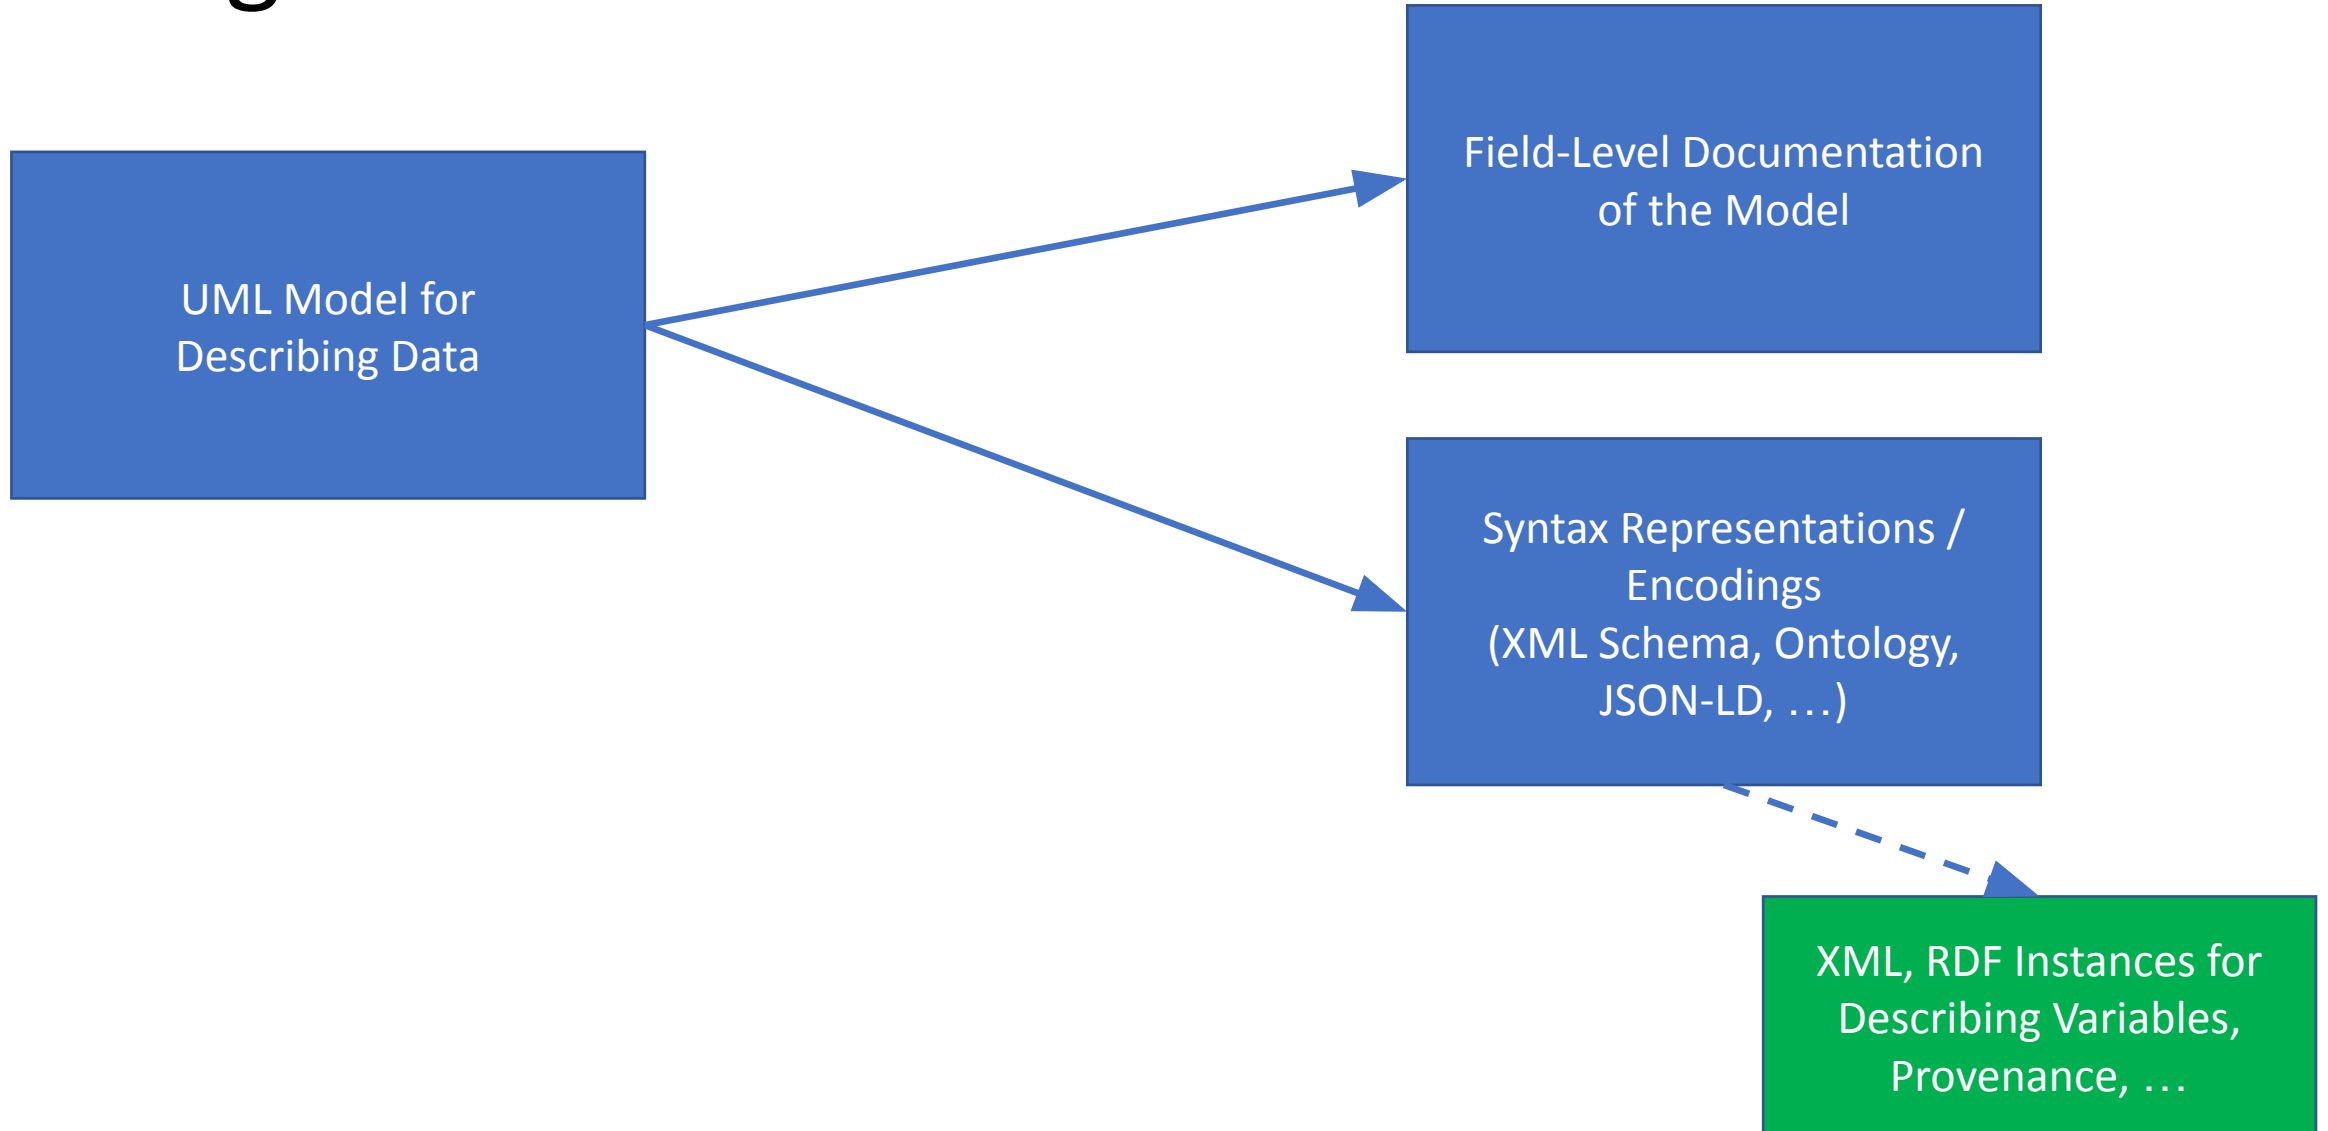 UML Model for
Describing Data
Field-Level Documentation
of the Model
Syntax Representations /
Encodings
(XML Schema, Ontology,
JSON-LD, …)
XML, RDF Instances for
Describing Variables,
Provenance, …